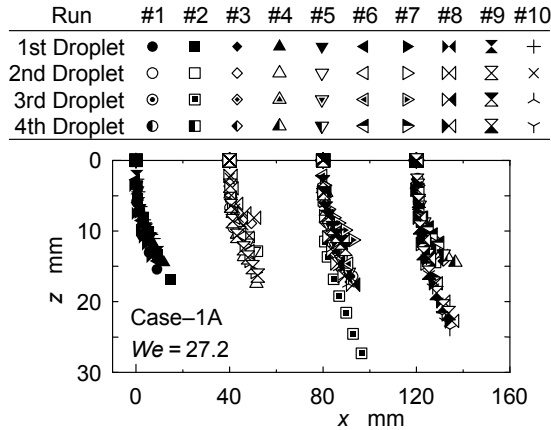 Run #1 #2 #3 #4 #5 #6 #7 #8 #9 #10
1st Droplet
2nd Droplet
3rd Droplet
4th Droplet
0
10
20
30
z mm
Case–1A
We = 27.2
0 40 80 120 160
x mm